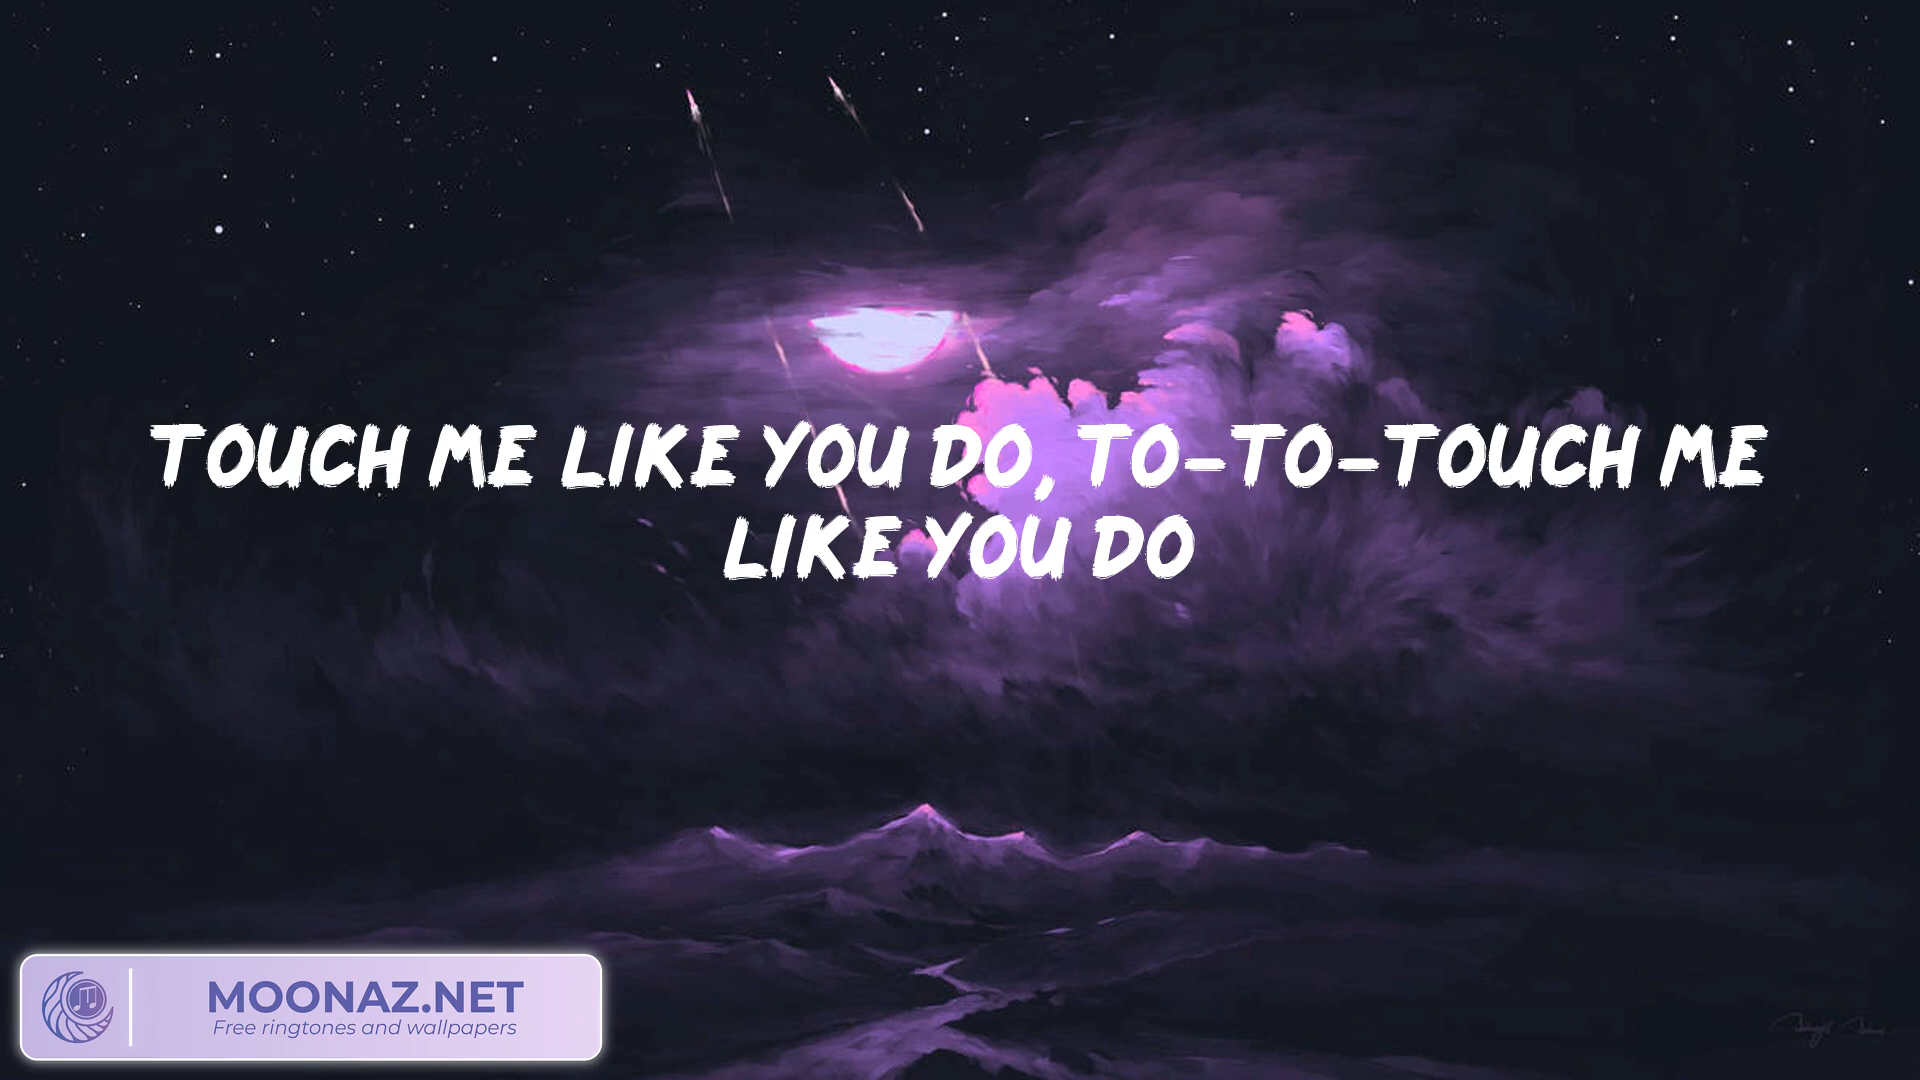 TOUCH ME LIKE YOU DO, TO-TO-TOUCH ME
LIKE YOU DO
MOONAZ.NET
Free ringtones and wallpapers